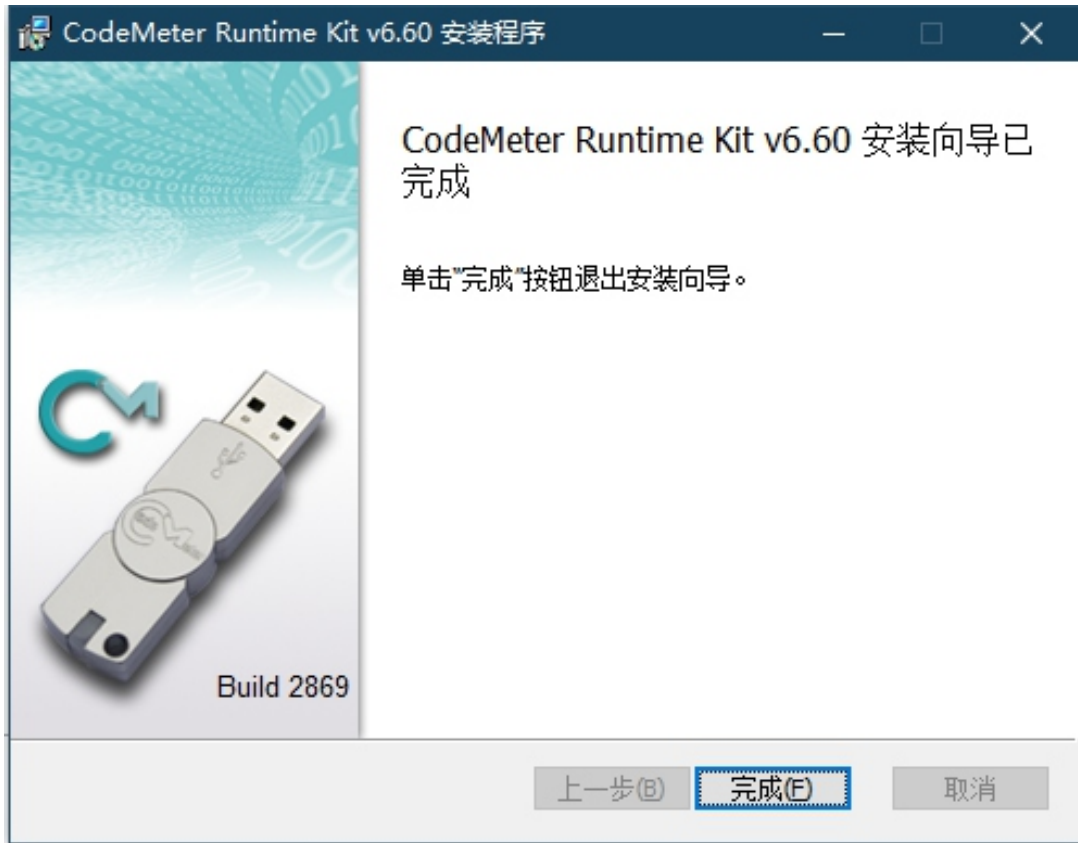 CodeMeter Runtime Kit v6.60 安装程序
CodeMeter Runtime Kit v6.60 安装向导已
完成
单击"完成"按钮退出安装向导。
CM
Build 2869
上一步(B) 完成(F) 取消